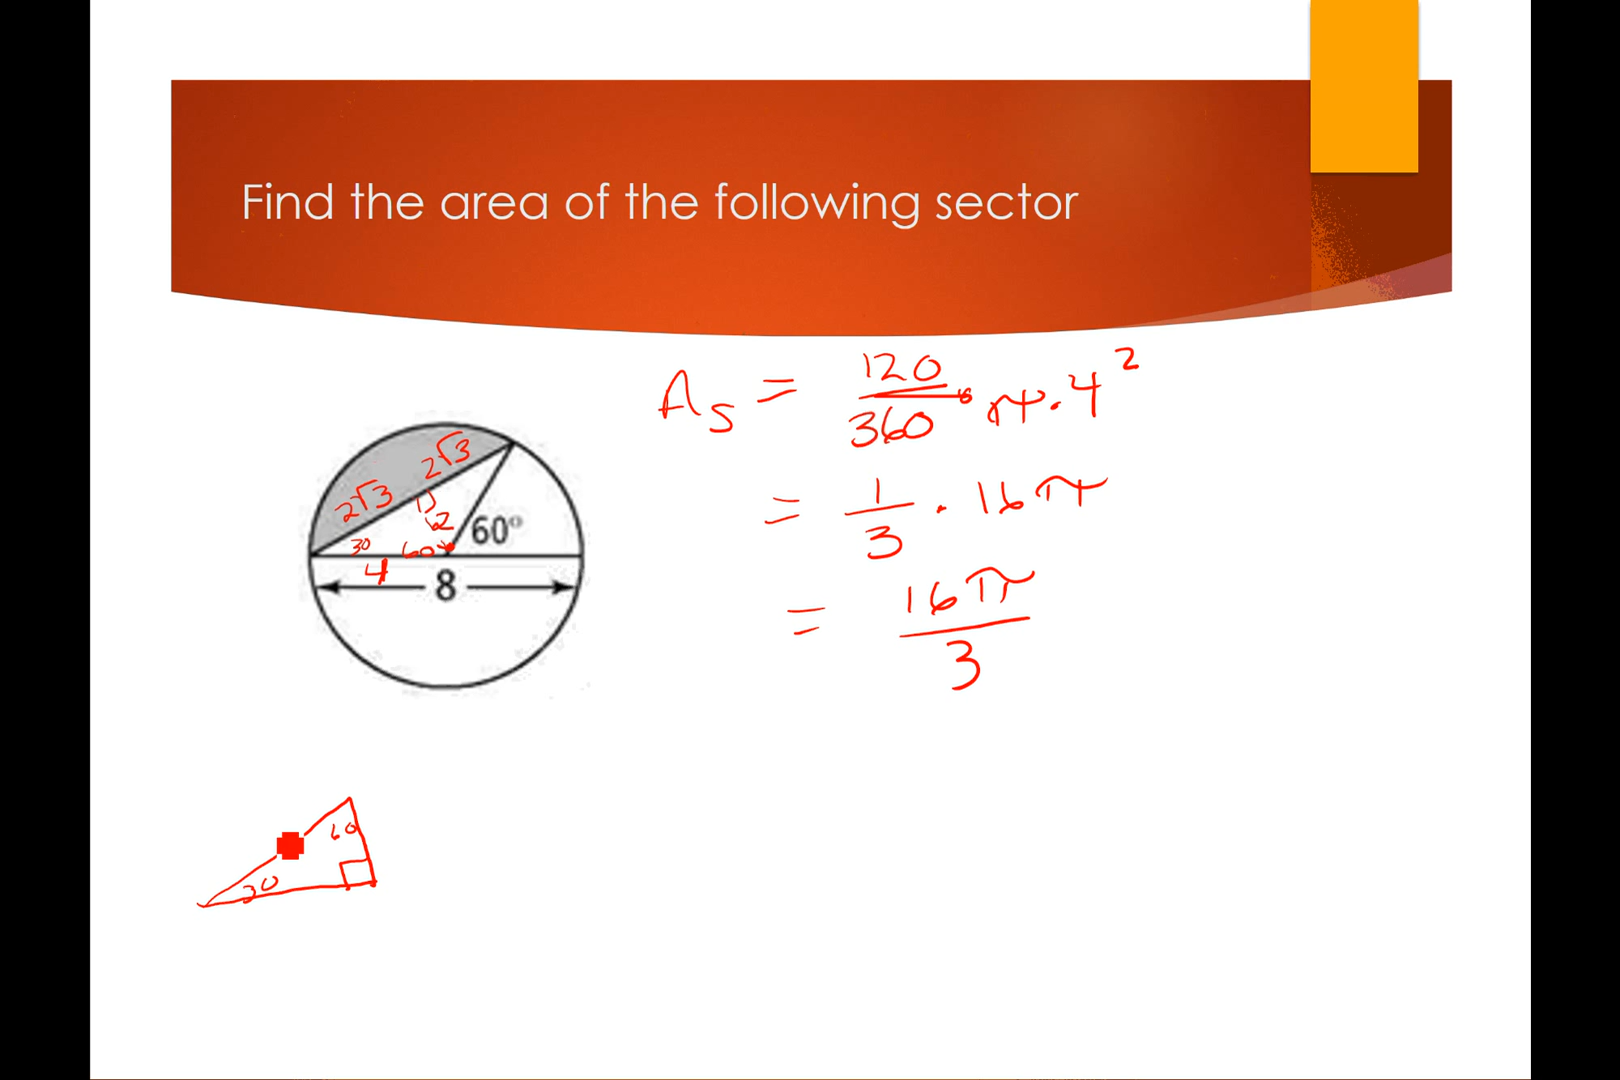 Find the area of the following sector
A_S = 120/360 · π · 4²
= 1/3 · 16π
= 16π/3
2√3
2√3
60°
30
60
4
8
60
30